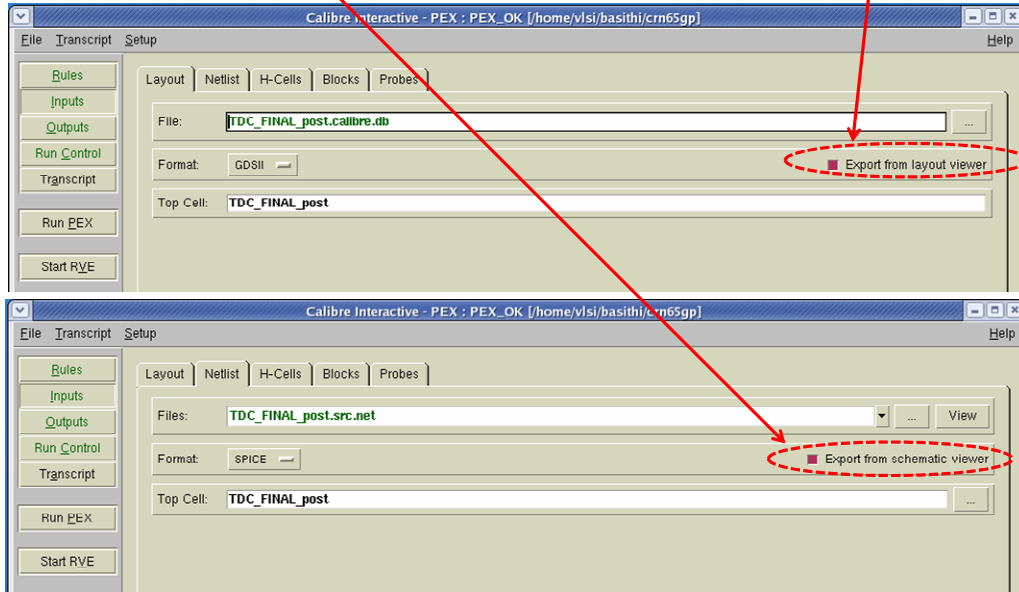 Calibre Interactive - PEX : PEX_OK [/home/vlsi/basithi/crn65gp]
File Transcript Setup Help
Rules
Inputs
Outputs
Run Control
Transcript
Run PEX
Start RVE
Layout Netlist H-Cells Blocks Probes
File: TDC_FINAL_post.calibre.db ...
Format: GDSII Export from layout viewer
Top Cell: TDC_FINAL_post
Calibre Interactive - PEX : PEX_OK [/home/vlsi/basithi/crn65gp]
File Transcript Setup Help
Rules
Inputs
Outputs
Run Control
Transcript
Run PEX
Start RVE
Layout Netlist H-Cells Blocks Probes
Files: TDC_FINAL_post.src.net ... View
Format: SPICE Export from schematic viewer
Top Cell: TDC_FINAL_post ...